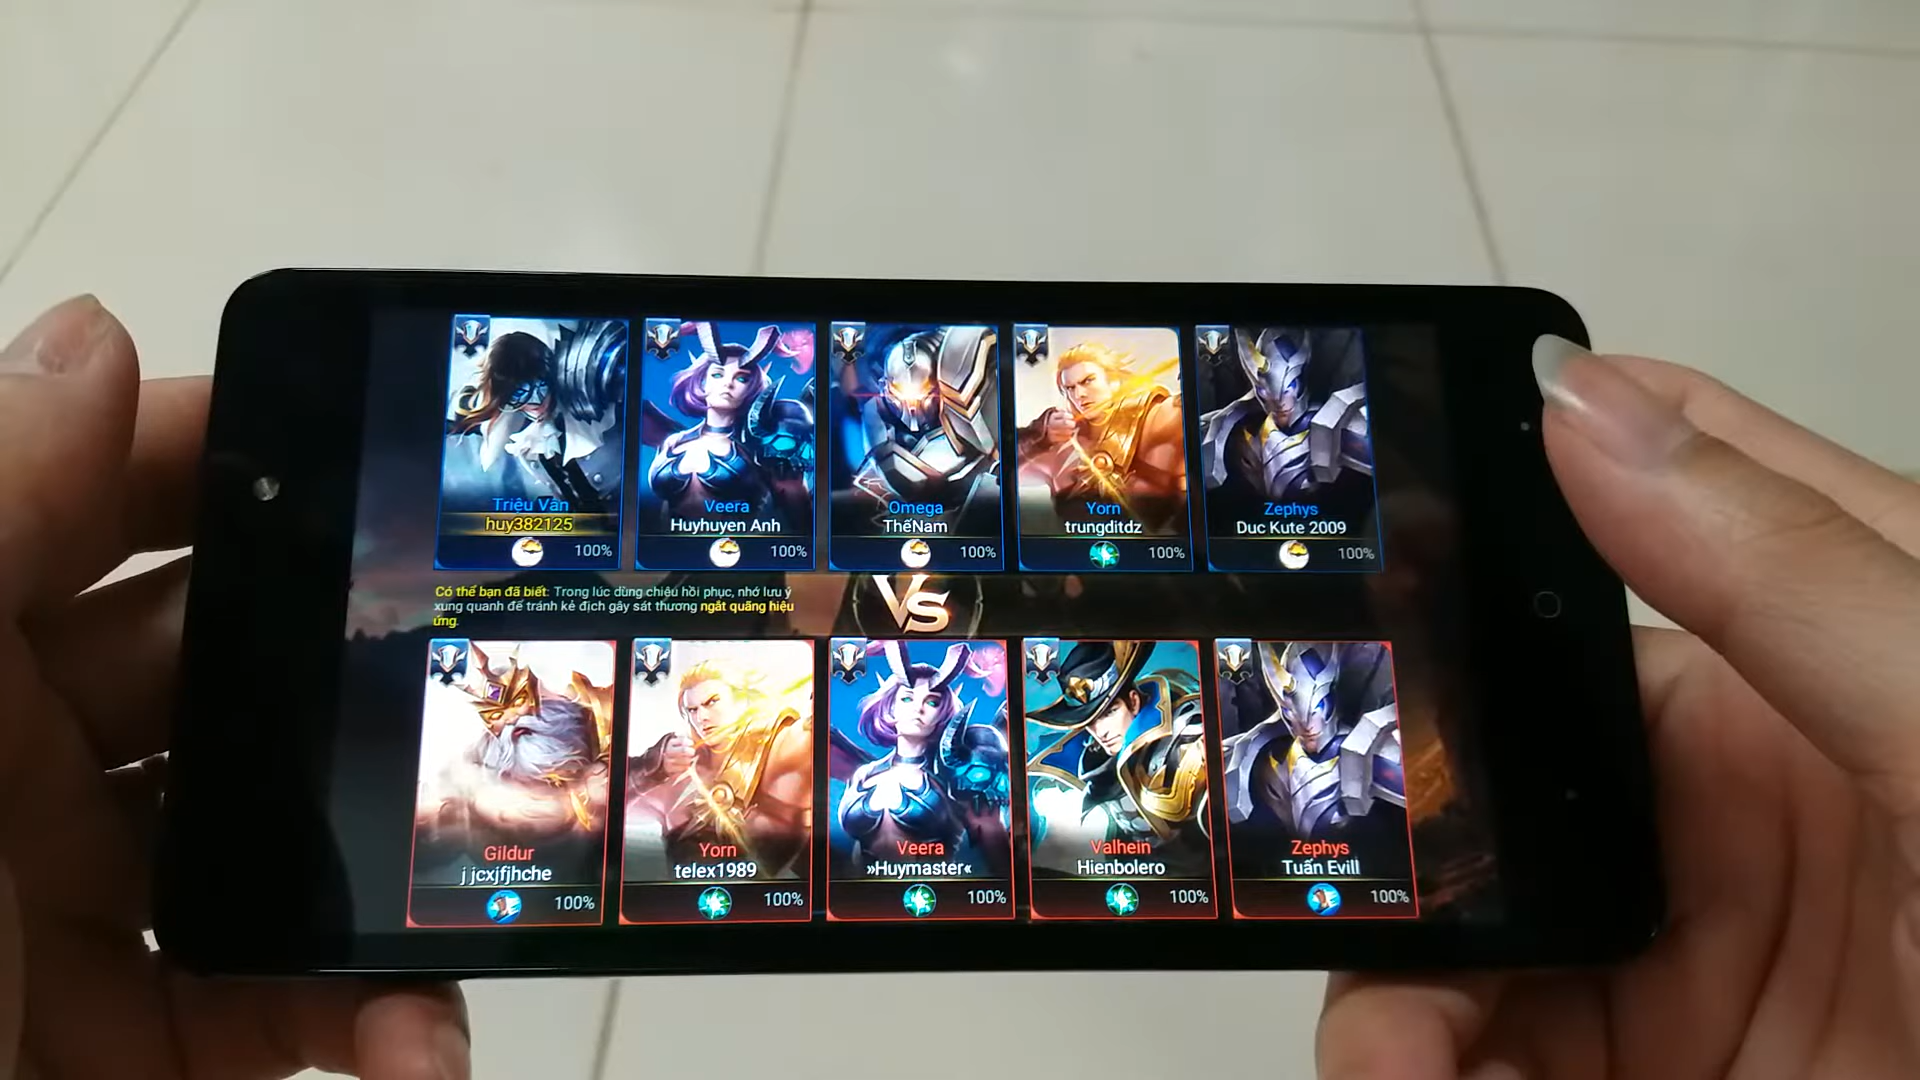 Triệu Vân
huy382125
100%
Veera
Huyhuyen Anh
100%
Omega
ThếNam
100%
Yorn
trungditdz
100%
Zephys
Duc Kute 2009
100%
Có thể bạn đã biết: Trong lúc dùng chiêu hồi phục, nhớ lưu ý
xung quanh để tránh kẻ địch gây sát thương ngắt quãng hiệu
ứng.
VS
Gildur
j jcxjfjhche
100%
Yorn
telex1989
100%
Veera
»Huymaster«
100%
Valhein
Hienbolero
100%
Zephys
Tuấn Evill
100%